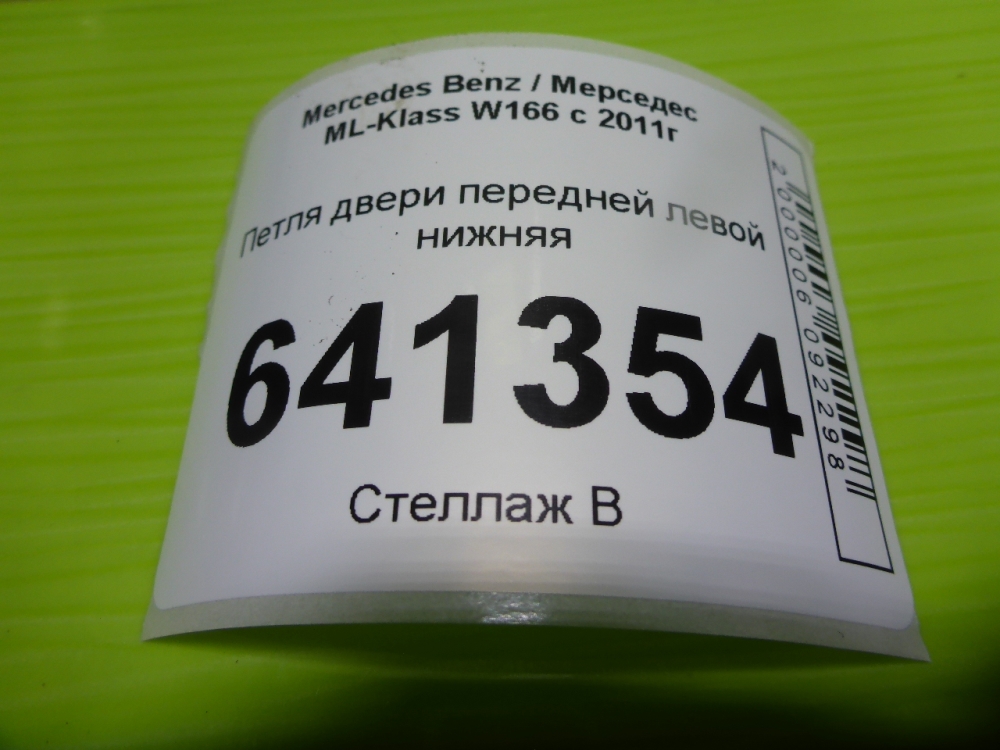 Mercedes Benz / Мерседес
ML-Klass W166 с 2011г
Петля двери передней левой
нижняя
641354
Стеллаж В
2000006092298